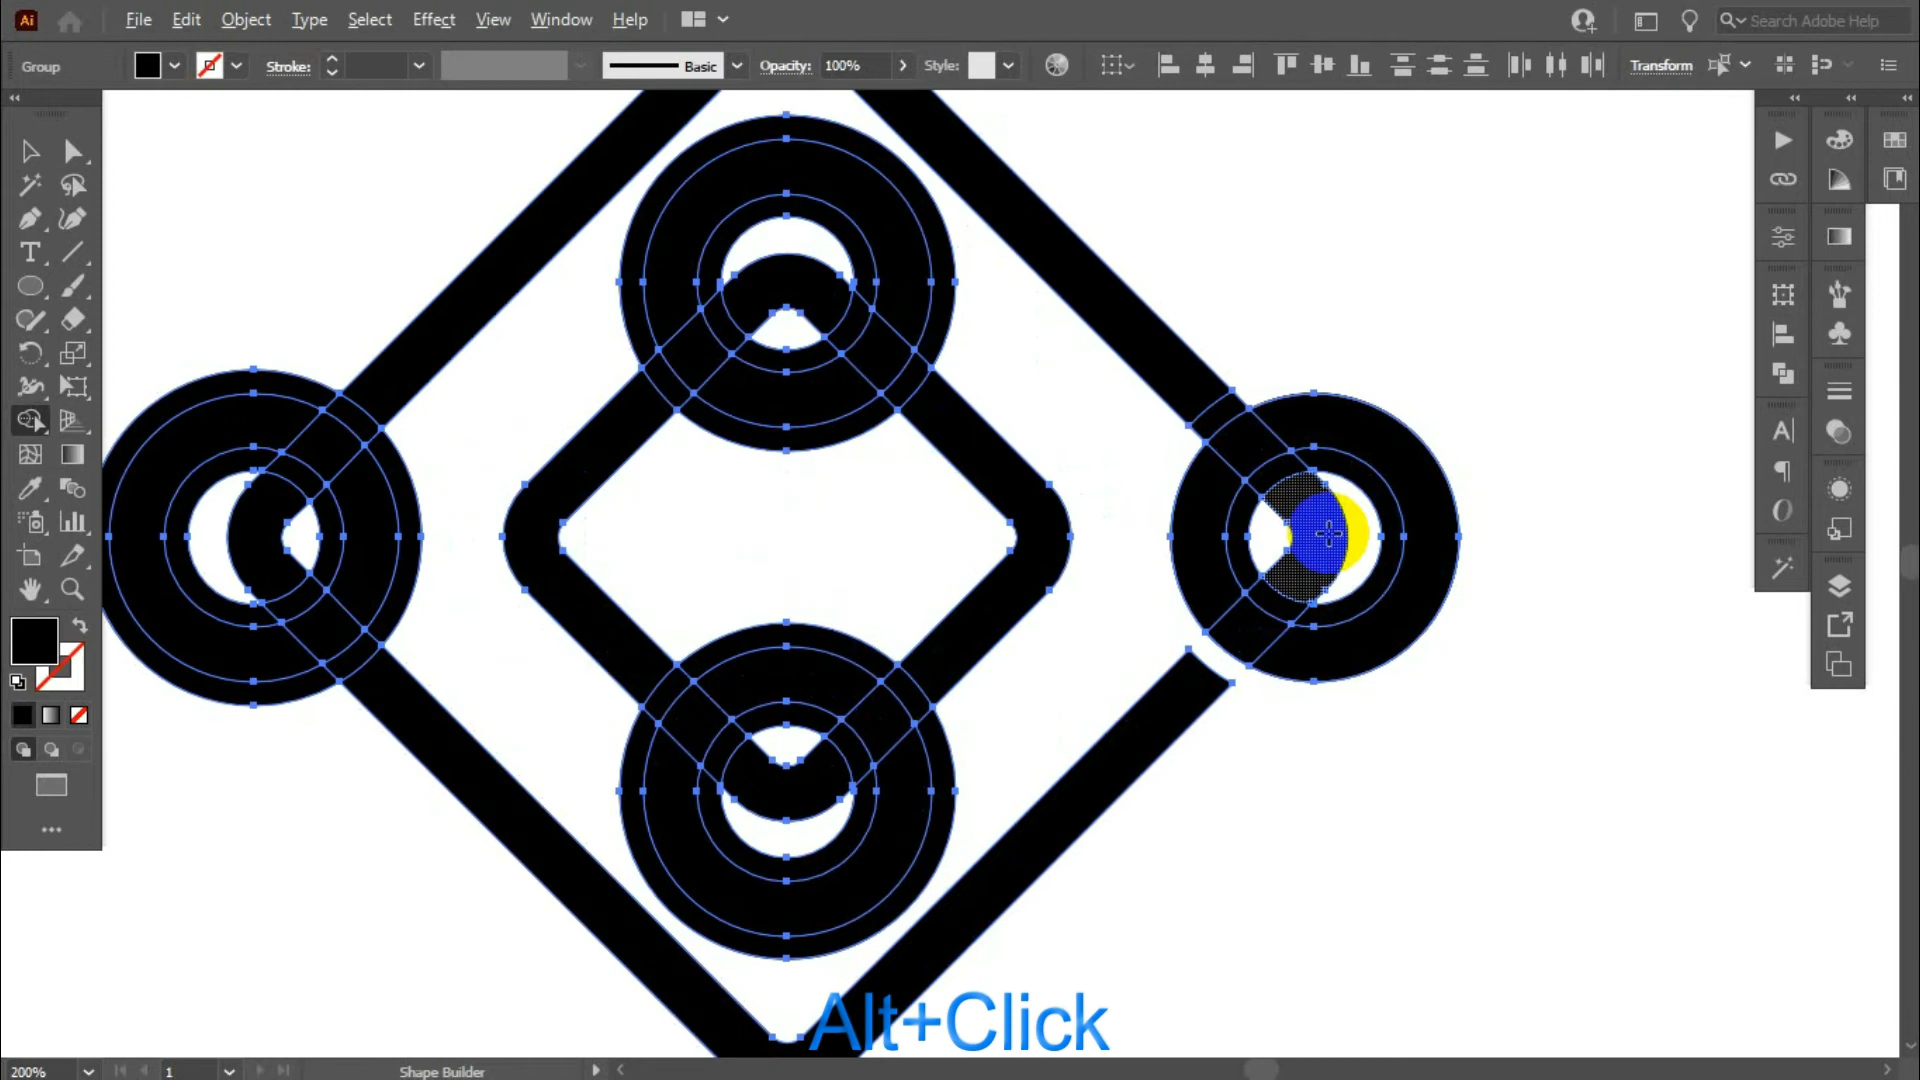 Ai File Edit Object Type Select Effect View Window Help Search Adobe Help
Group Stroke: Basic Opacity: 100% Style: Transform
Alt+Click
200% 1 Shape Builder